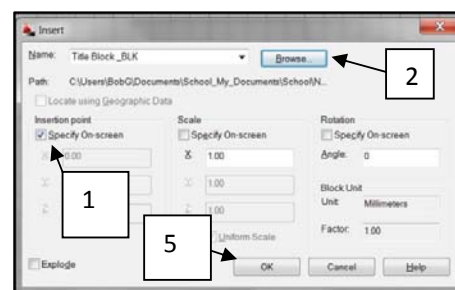 Insert
Name: Title Block _BLK Browse...
Path: C:\Users\BobG\Documents\School_My_Documents\School\N...
Locate using Geographic Data
Insertion point Scale Rotation
Specify On-screen Specify On-screen Specify On-screen
X: 0.00 X: 1.00 Angle: 0
Y: 1.00 Block Unit
Unit: Millimeters
Z: 1.00
Uniform Scale Factor: 1.00
Explode OK Cancel Help
1
2
5